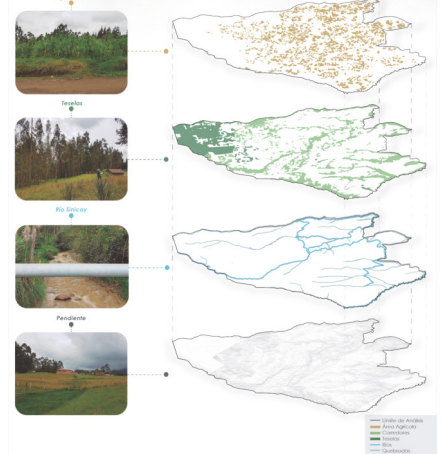 Teselas
Río Sinicay
Pendiente
Límite de Análisis
Área Agrícola
Corredores
Teselas
Ríos
Quebradas